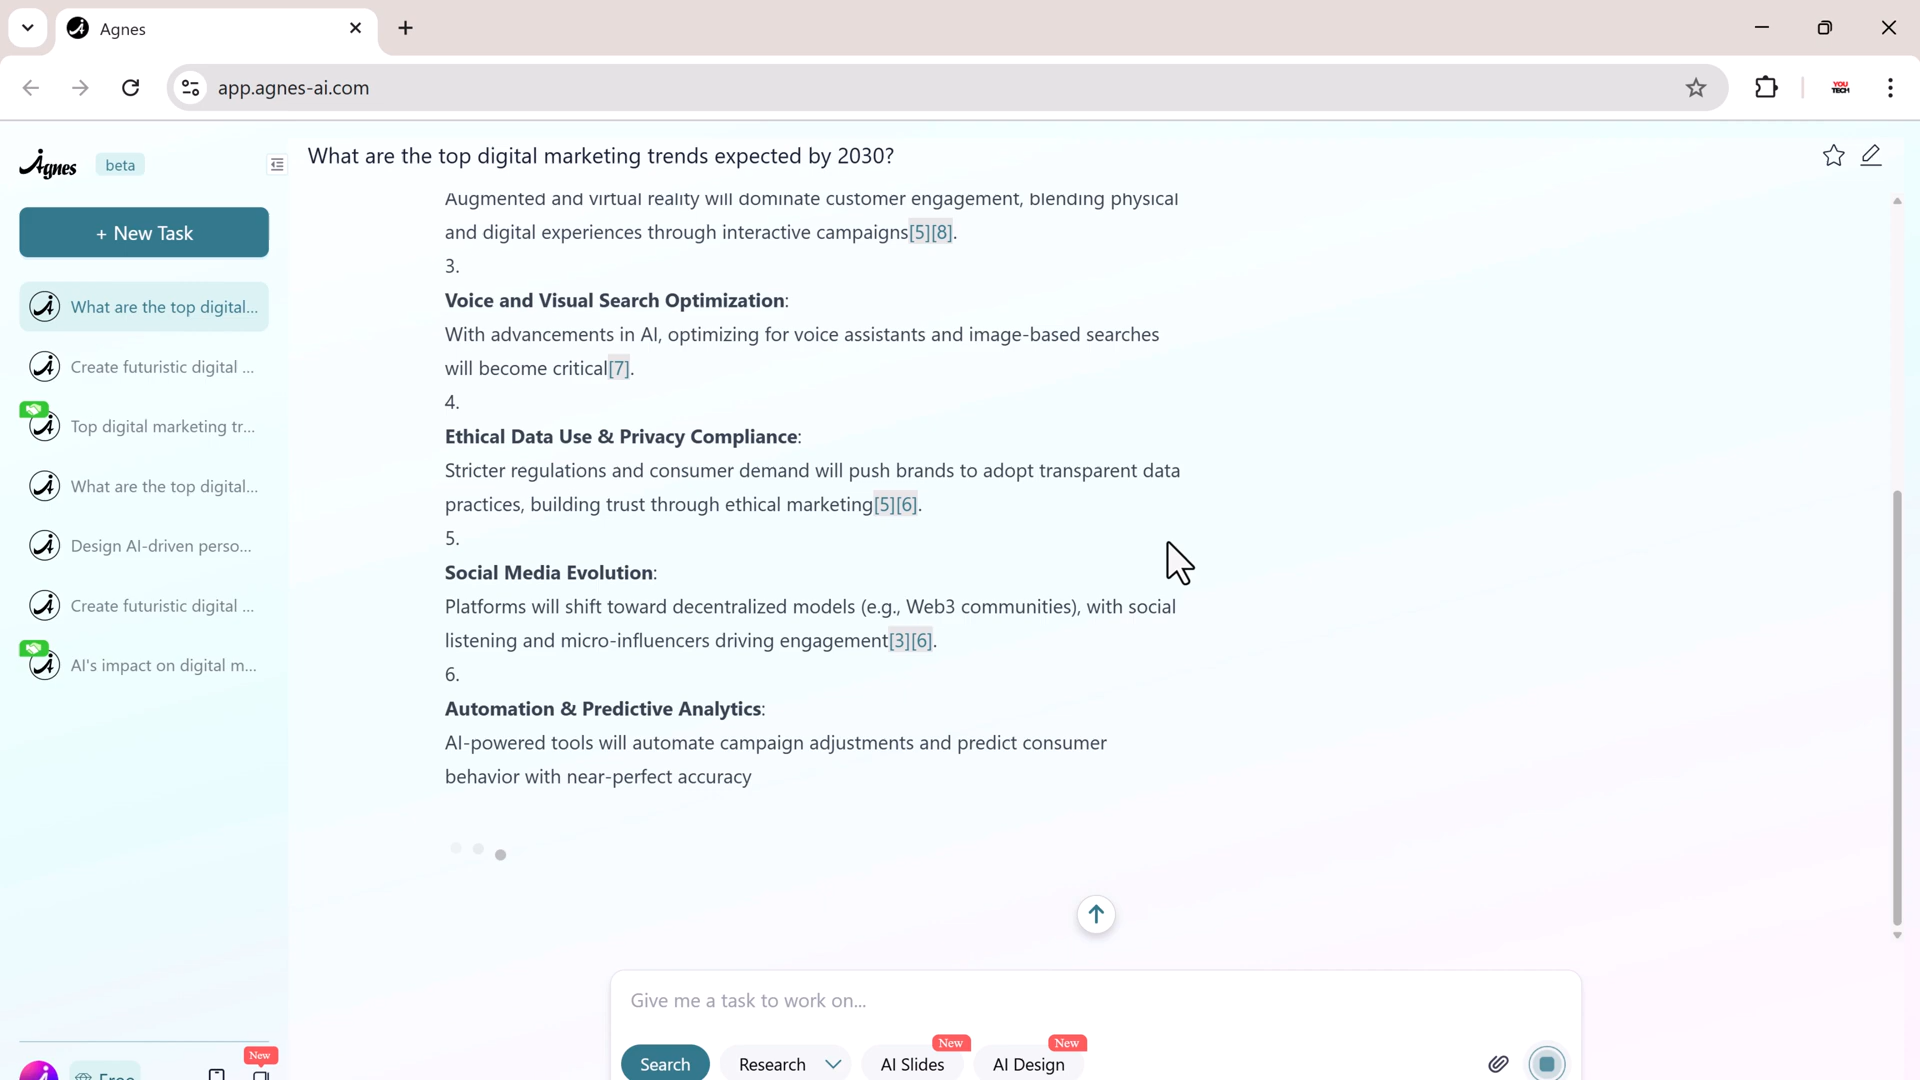 Agnes
app.agnes-ai.com
YOU
TECH
Agnes beta
What are the top digital marketing trends expected by 2030?
+ New Task
What are the top digital...
Create futuristic digital ...
Top digital marketing tr...
What are the top digital...
Design AI-driven perso...
Create futuristic digital ...
AI's impact on digital m...
Augmented and virtual reality will dominate customer engagement, blending physical
and digital experiences through interactive campaigns[5][8].
3.
Voice and Visual Search Optimization:
With advancements in AI, optimizing for voice assistants and image-based searches
will become critical[7].
4.
Ethical Data Use & Privacy Compliance:
Stricter regulations and consumer demand will push brands to adopt transparent data
practices, building trust through ethical marketing[5][6].
5.
Social Media Evolution:
Platforms will shift toward decentralized models (e.g., Web3 communities), with social
listening and micro-influencers driving engagement[3][6].
6.
Automation & Predictive Analytics:
AI-powered tools will automate campaign adjustments and predict consumer
behavior with near-perfect accuracy
Give me a task to work on...
New
New
Search Research AI Slides AI Design
New
Free